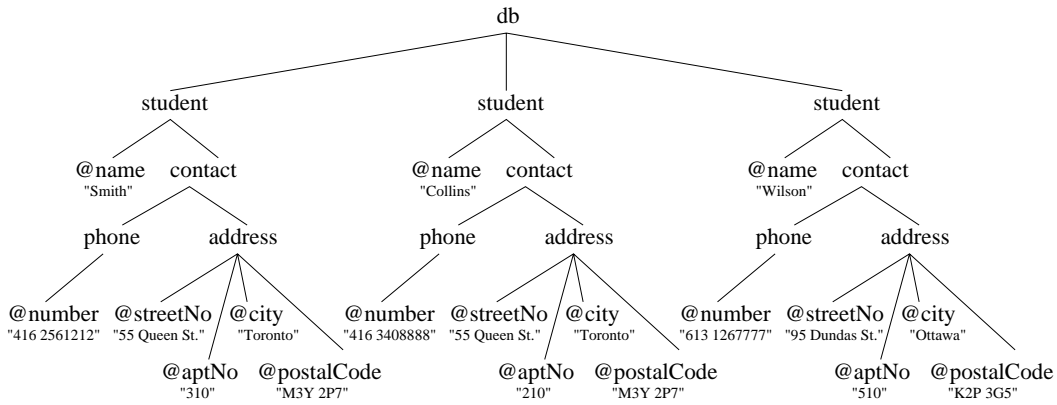 db
student student student
@name contact @name contact @name contact
"Smith" "Collins" "Wilson"
phone address phone address phone address
@number @streetNo @city @number @streetNo @city @number @streetNo @city
"416 2561212" "55 Queen St." "Toronto" "416 3408888" "55 Queen St." "Toronto" "613 1267777" "95 Dundas St." "Ottawa"
@aptNo @postalCode @aptNo @postalCode @aptNo @postalCode
"310" "M3Y 2P7" "210" "M3Y 2P7" "510" "K2P 3G5"